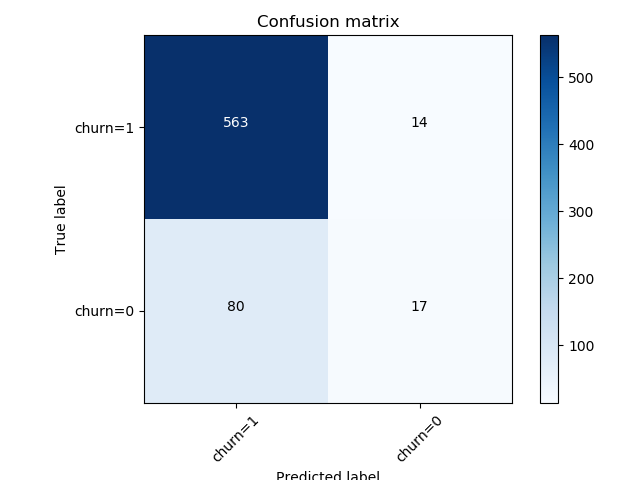 Confusion matrix
True label
churn=1
563
14
churn=0
80
17
churn=1
churn=0
Predicted label
500
400
300
200
100